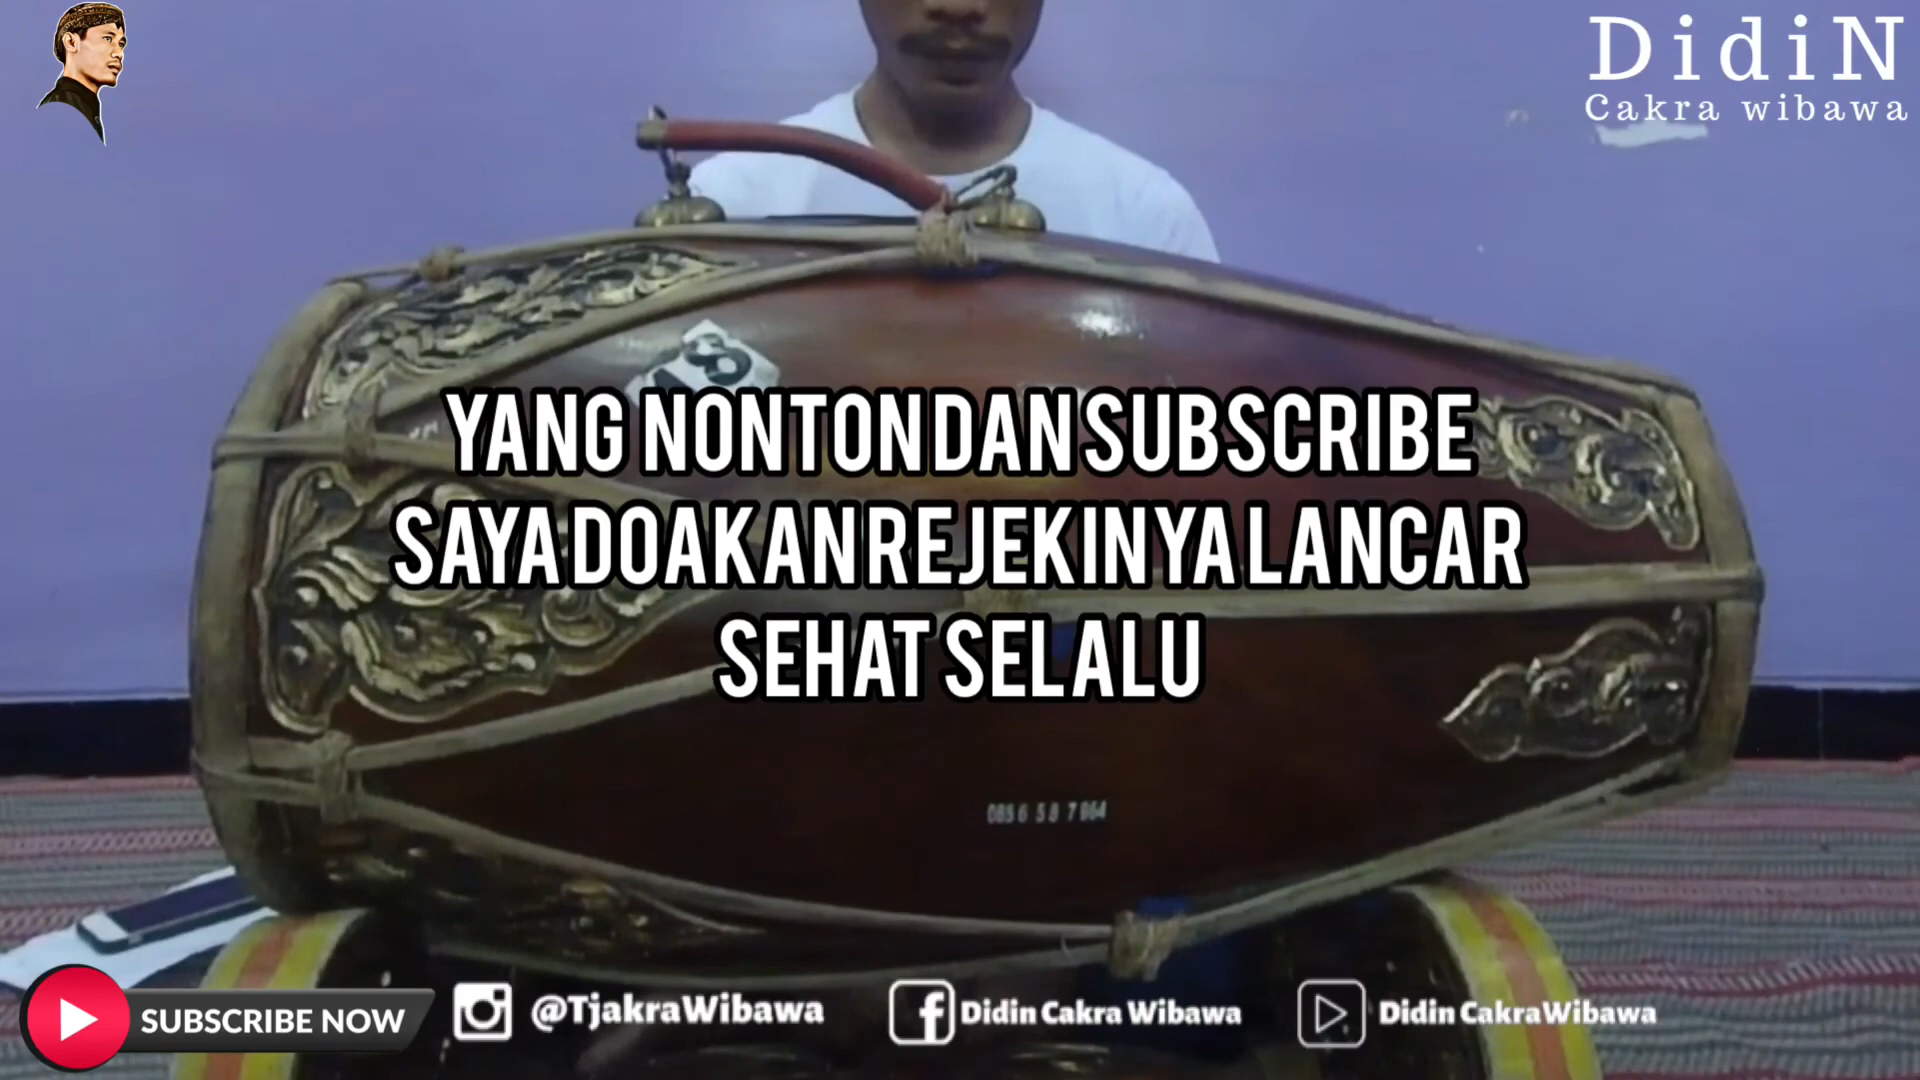 DidiN
Cakra wibawa
YANG NONTON DAN SUBSCRIBE
SAYA DOAKAN REJEKINYA LANCAR
SEHAT SELALU
SUBSCRIBE NOW
@TjakraWibawa
Didin Cakra Wibawa
Didin CakraWibawa